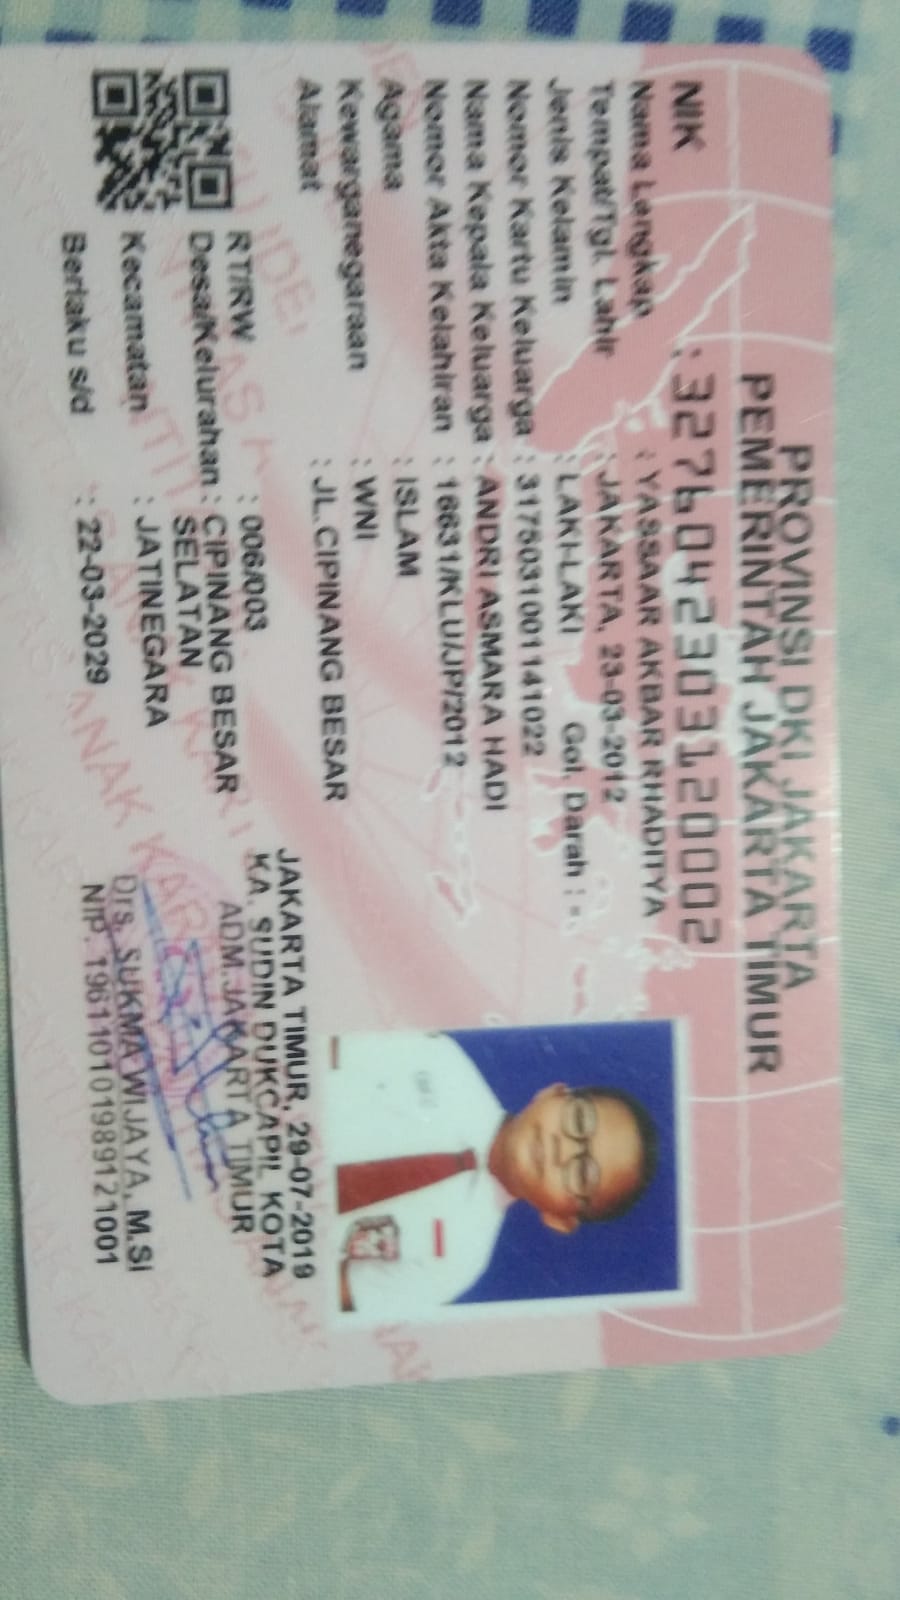 PROVINSI DKI JAKARTA
PEMERINTAH JAKARTA TIMUR
NIK : 3276042303120002
Nama Lengkap : YASSAAR AKBAR RHADITYA
Tempat/Tgl. Lahir : JAKARTA, 23-03-2012
Jenis Kelamin : LAKI-LAKI Gol. Darah : -
Nomor Kartu Keluarga : 3175031001141022
Nama Kepala Keluarga : ANDRI ASMARA HADI
Nomor Akta Kelahiran : 16631/KLU/JP/2012
Agama : ISLAM
Kewarganegaraan : WNI
Alamat : JL.CIPINANG BESAR
RT/RW : 006/003
Desa/Kelurahan : CIPINANG BESAR
SELATAN
Kecamatan : JATINEGARA
Berlaku s/d : 22-03-2029
JAKARTA TIMUR, 29-07-2019
KA. SUDIN DUKCAPIL KOTA
ADM.JAKARTA TIMUR
Drs. SUKMA WIJAYA, M.SI
NIP. 196110101989121001